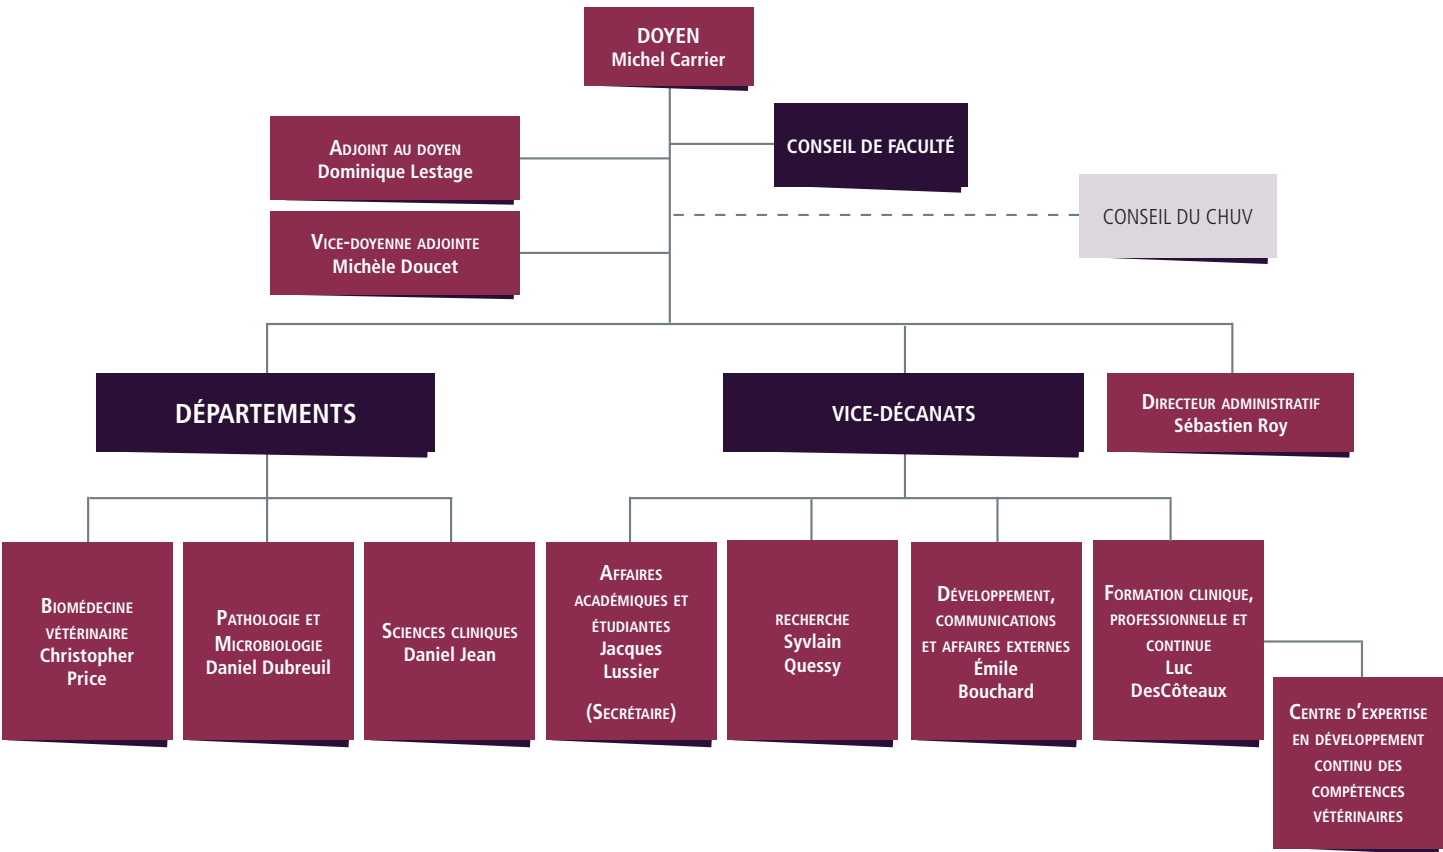 DOYEN
Michel Carrier
Adjoint au doyen
Dominique Lestage
CONSEIL DE FACULTÉ
CONSEIL DU CHUV
Vice-doyenne adjointe
Michèle Doucet
DÉPARTEMENTS
VICE-DÉCANATS
Directeur administratif
Sébastien Roy
Biomédecine
vétérinaire
Christopher
Price
Pathologie et
Microbiologie
Daniel Dubreuil
Sciences cliniques
Daniel Jean
Affaires
académiques et
étudiantes
Jacques
Lussier
(Secrétaire)
recherche
Syvlain
Quessy
Développement,
communications
et affaires externes
Émile
Bouchard
Formation clinique,
professionnelle et
continue
Luc
DesCôteaux
Centre d'expertise
en développement
continu des
compétences
vétérinaires